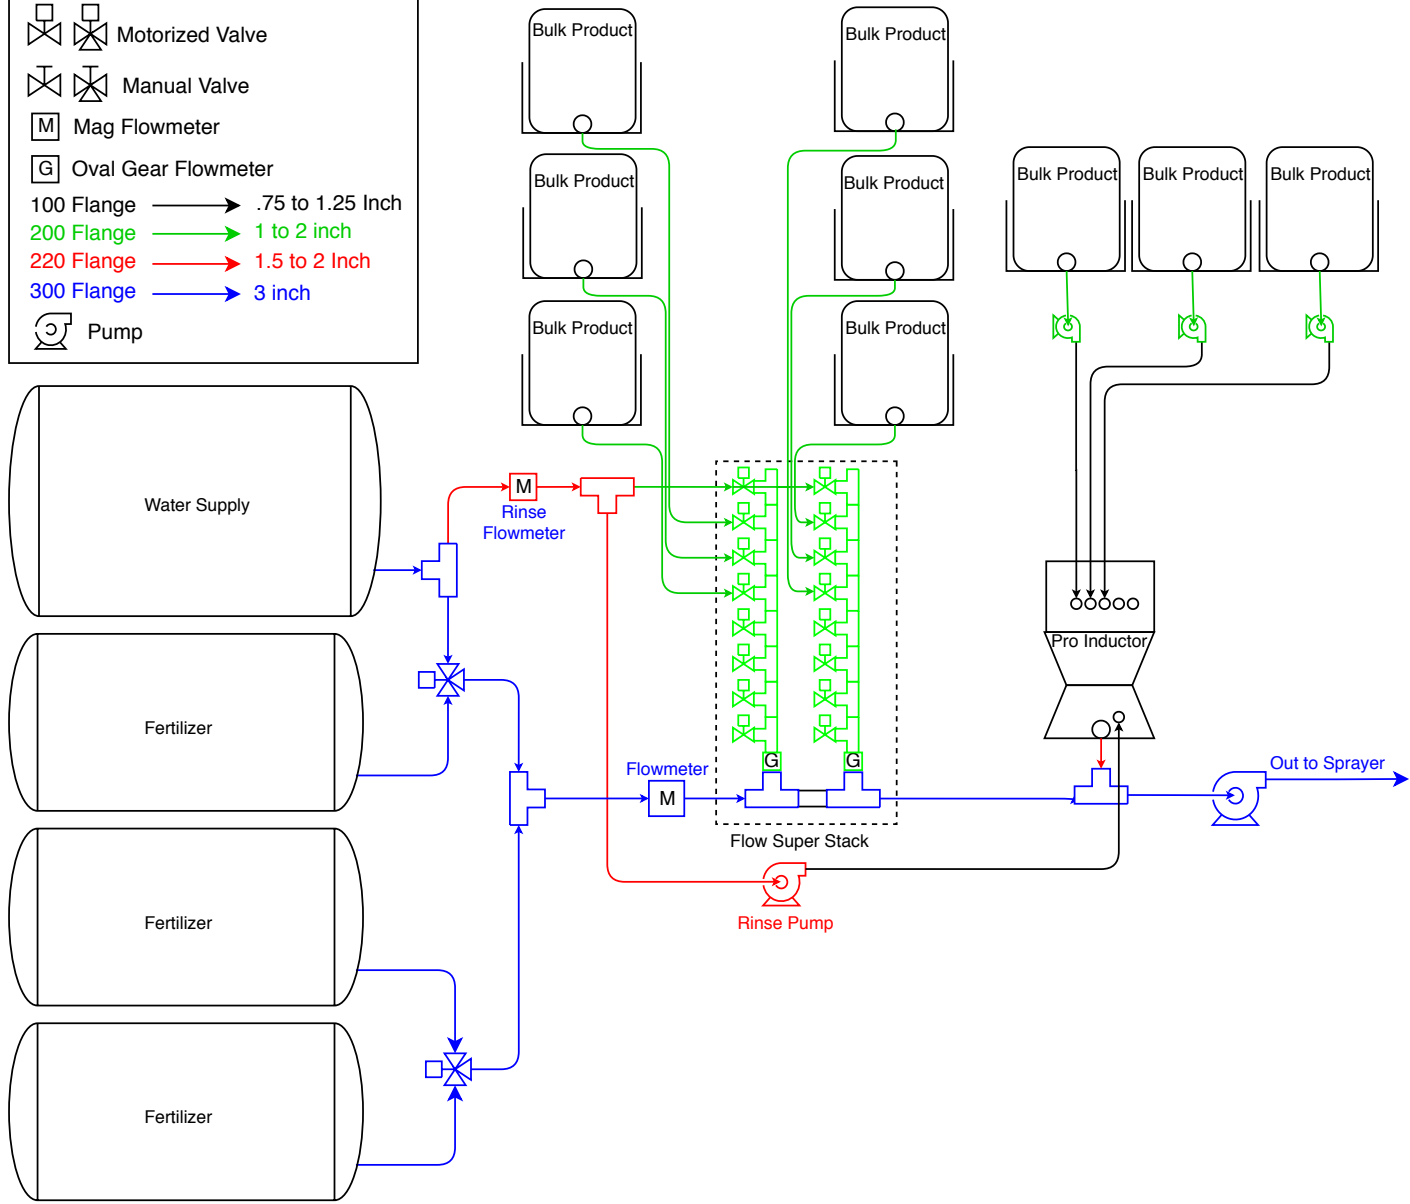 Motorized Valve
Manual Valve
M Mag Flowmeter
G Oval Gear Flowmeter
100 Flange .75 to 1.25 Inch
200 Flange 1 to 2 inch
220 Flange 1.5 to 2 Inch
300 Flange 3 inch
Pump
Bulk Product
Bulk Product
Bulk Product
Bulk Product
Bulk Product
Bulk Product
Bulk Product
Bulk Product
Bulk Product
Water Supply
M
Rinse
Flowmeter
Fertilizer
Pro Inductor
Flowmeter
M
G
G
Out to Sprayer
Flow Super Stack
Fertilizer
Rinse Pump
Fertilizer